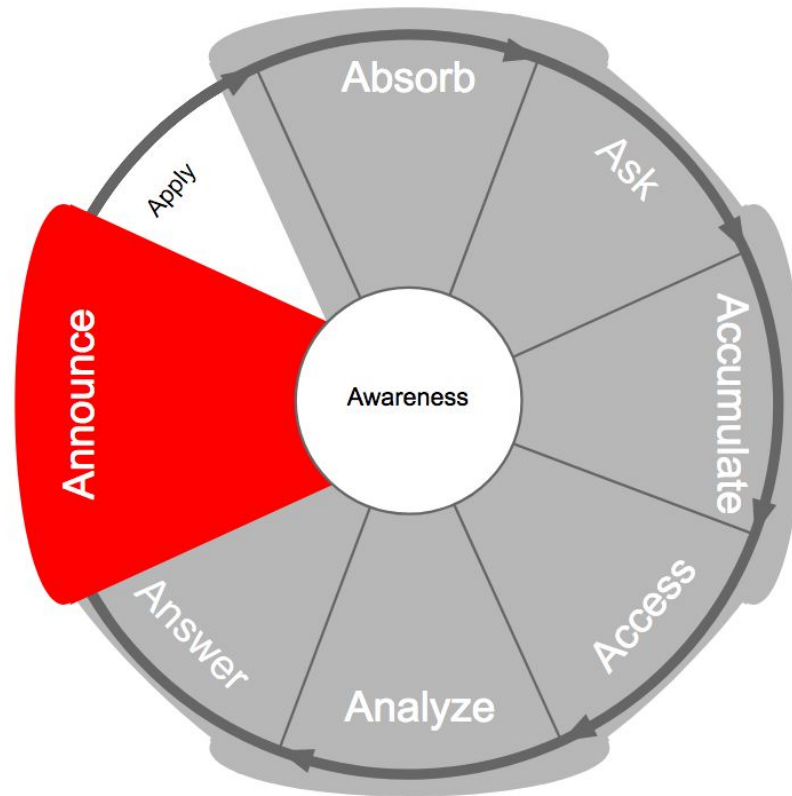 Absorb
Ask
Accumulate
Access
Analyze
Answer
Announce
Apply
Awareness